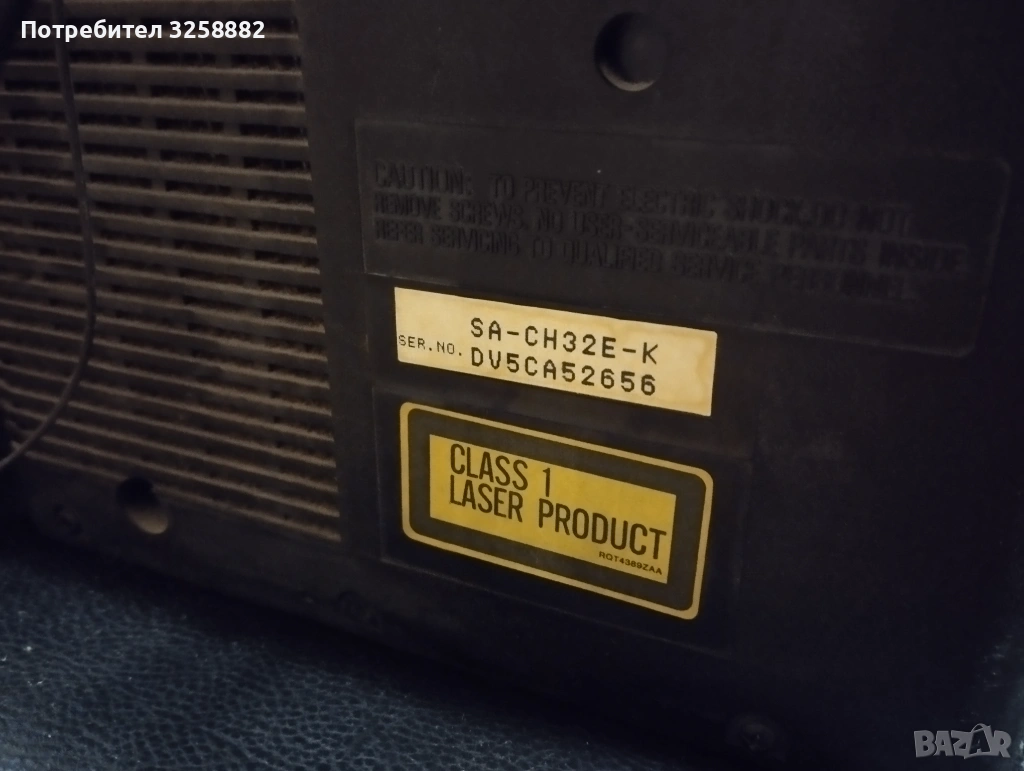 Потребител 3258882
CAUTION: TO PREVENT ELECTRIC SHOCK, DO NOT
REMOVE SCREWS. NO USER-SERVICEABLE PARTS INSIDE.
REFER SERVICING TO QUALIFIED SERVICE PERSONNEL.
SA-CH32E-K
SER.NO. DV5CA52656
CLASS 1
LASER PRODUCT
RQT4389ZAA
BAZAR